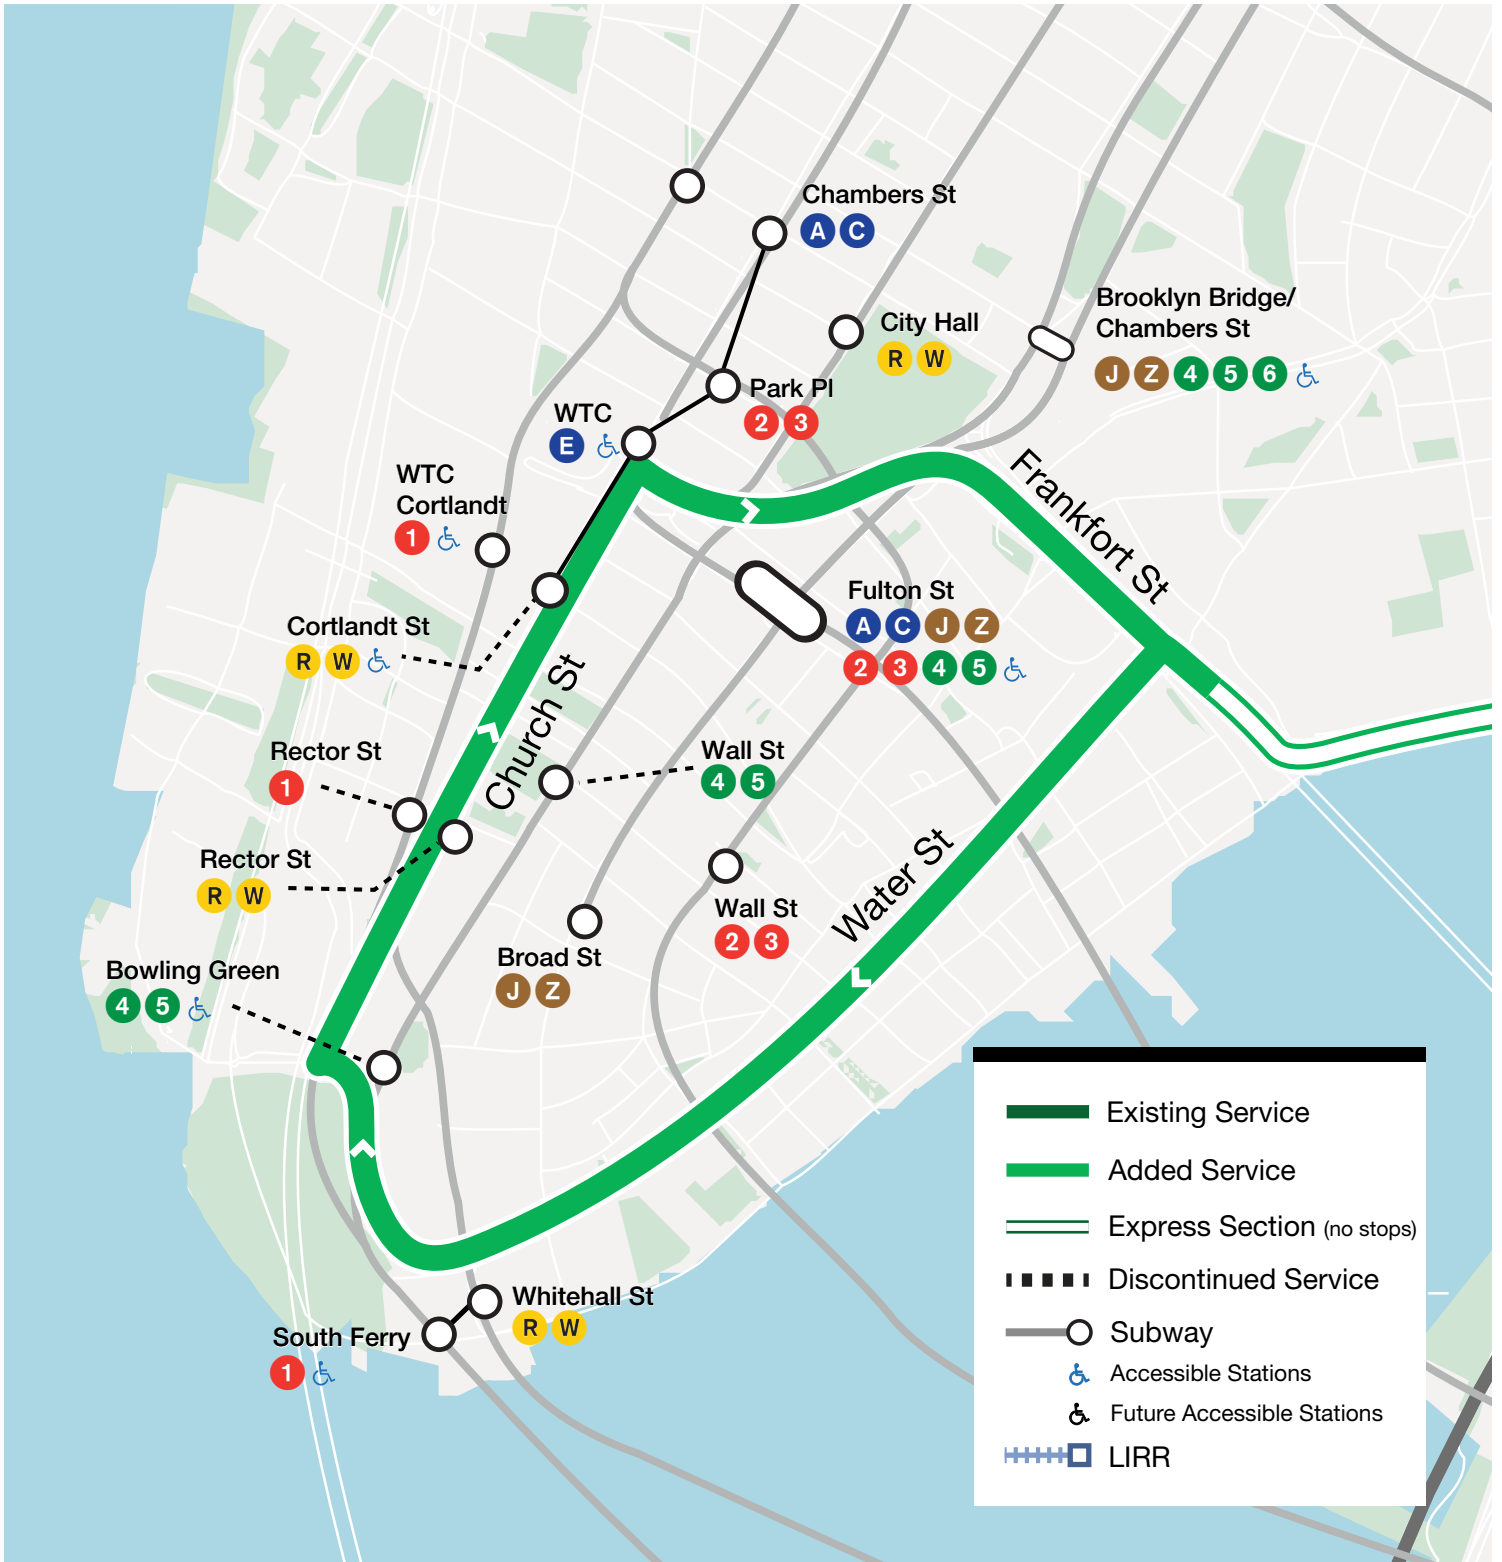 Chambers St
A C
City Hall
R W
Brooklyn Bridge/
Chambers St
J Z 4 5 6
Park Pl
2 3
WTC
E
WTC
Cortlandt
1
Frankfort St
Fulton St
A C J Z
2 3 4 5
Cortlandt St
R W
Church St
Rector St
1
Wall St
4 5
Rector St
R W
Wall St
2 3
Water St
Broad St
J Z
Bowling Green
4 5
Whitehall St
R W
South Ferry
1
Existing Service
Added Service
Express Section (no stops)
Discontinued Service
Subway
Accessible Stations
Future Accessible Stations
LIRR